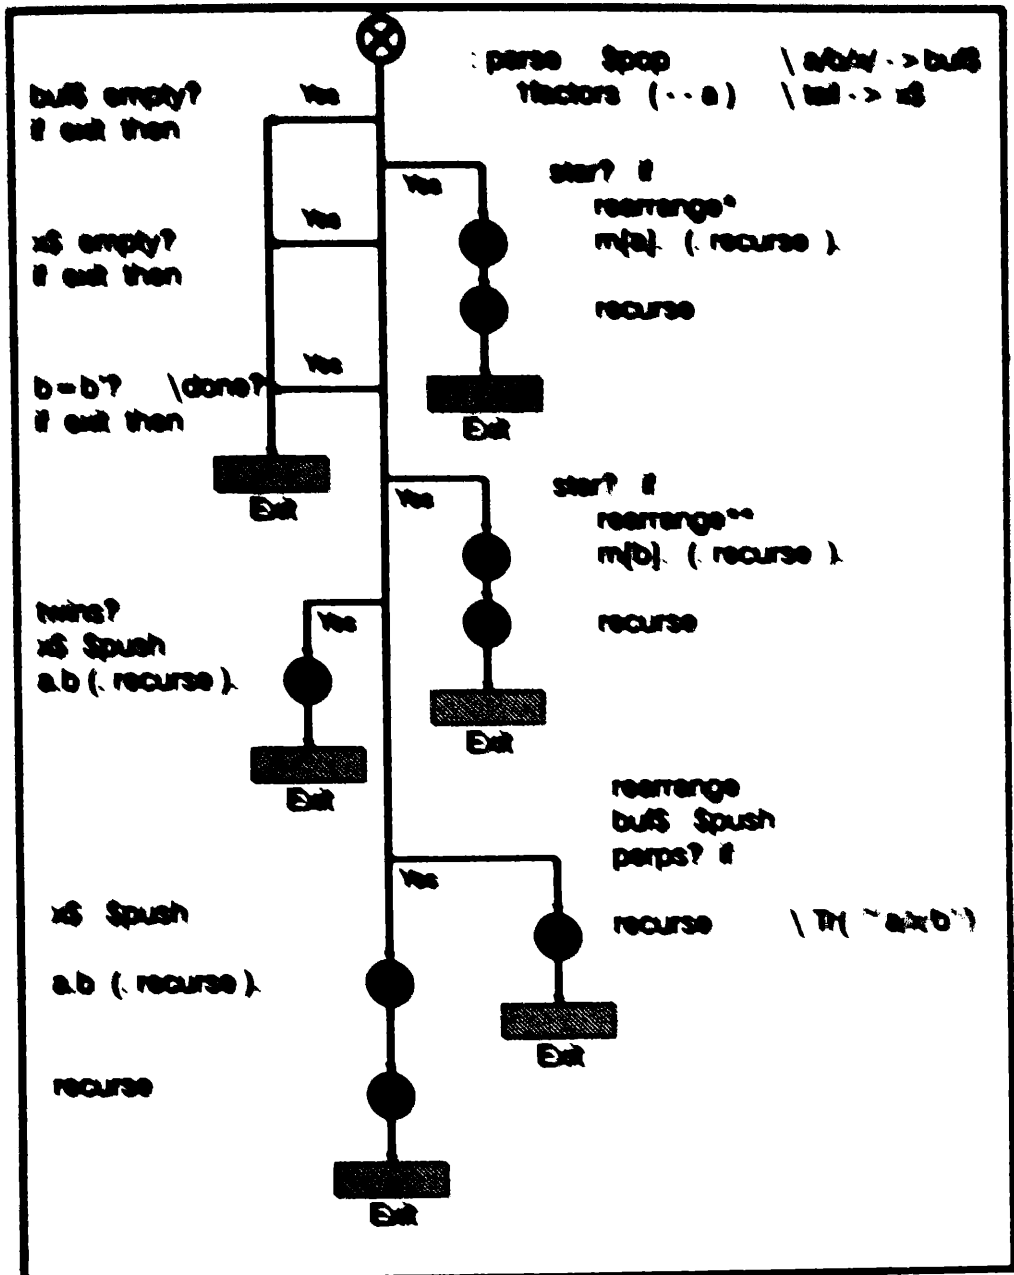 : parse $pop \ a/b/x/ -> buf$
!factors ( -- a ) \ tail -> x$
buf$ empty?
if exit then
Yes
Yes
star? if
rearrange*
m[a]. (. recurse ).
recurse
Exit
x$ empty?
if exit then
Yes
b=b'? \done?
if exit then
Yes
Exit
Yes
star? if
rearrange**
m[b]. (. recurse ).
recurse
Exit
twins?
x$ $push
a.b (. recurse ).
Yes
Exit
rearrange
buf$ $push
perps? if
Yes
recurse \ Tr(
Exit
x$ $push
a.b (. recurse ).
recurse
Exit